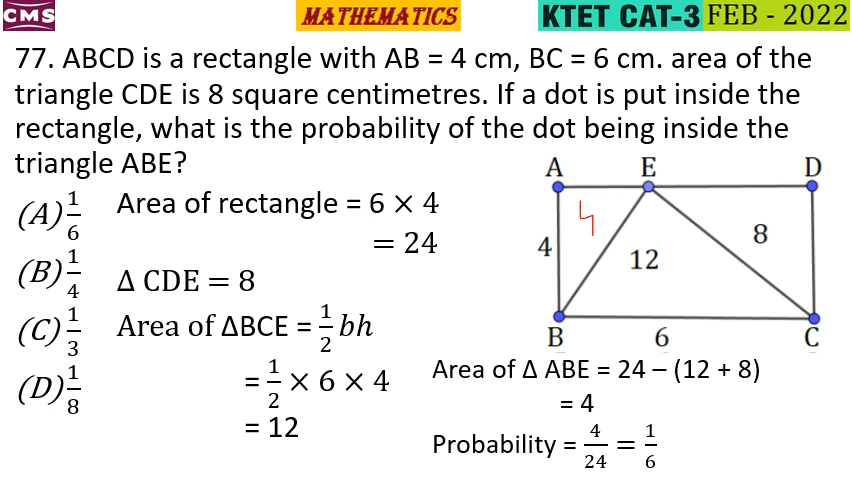 CMS
MATHEMATICS
KTET CAT-3 FEB - 2022
77. ABCD is a rectangle with AB = 4 cm, BC = 6 cm. area of the
triangle CDE is 8 square centimetres. If a dot is put inside the
rectangle, what is the probability of the dot being inside the
triangle ABE?
(A) 1/6
(B) 1/4
(C) 1/3
(D) 1/8
Area of rectangle = 6 × 4
= 24
Δ CDE = 8
Area of ΔBCE = 1/2 bh
= 1/2 × 6 × 4
= 12
A E D
4
4 12 8
B 6 C
Area of Δ ABE = 24 – (12 + 8)
= 4
Probability = 4/24 = 1/6